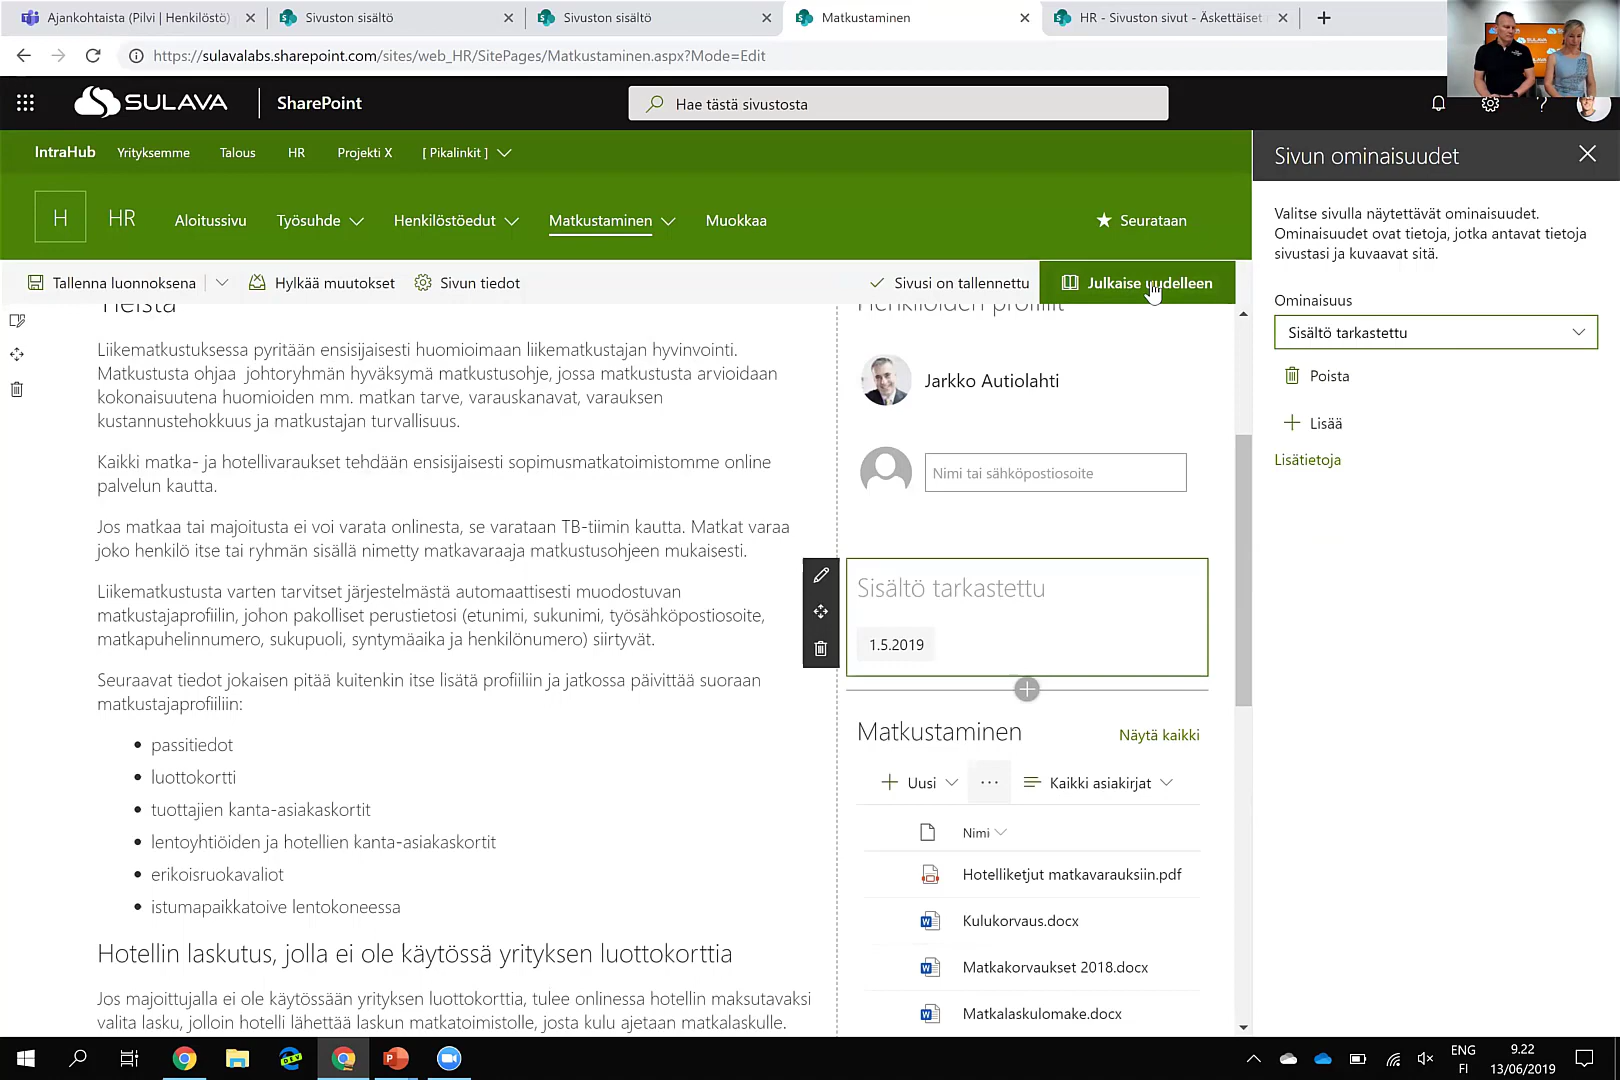 Ajankohtaista (Pilvi | Henkilöstö)
Sivuston sisältö
Sivuston sisältö
Matkustaminen
HR - Sivuston sivut - Äskettäiset
https://sulavalabs.sharepoint.com/sites/web_HR/SitePages/Matkustaminen.aspx?Mode=Edit
SULAVA
SharePoint
Hae tästä sivustosta
IntraHub
Yrityksemme
Talous
HR
Projekti X
[ Pikalinkit ]
H
HR
Aloitussivu
Työsuhde
Henkilöstöedut
Matkustaminen
Muokkaa
Seurataan
Tallenna luonnoksena
Hylkää muutokset
Sivun tiedot
Sivusi on tallennettu
Julkaise uudelleen
Liikematkustuksessa pyritään ensisijaisesti huomioimaan liikematkustajan hyvinvointi.
Matkustusta ohjaa johtoryhmän hyväksymä matkustusohje, jossa matkustusta arvioidaan
kokonaisuutena huomioiden mm. matkan tarve, varauskanavat, varauksen
kustannustehokkuus ja matkustajan turvallisuus.
Kaikki matka- ja hotellivaraukset tehdään ensisijaisesti sopimusmatkatoimistomme online
palvelun kautta.
Jos matkaa tai majoitusta ei voi varata onlinesta, se varataan TB-tiimin kautta. Matkat varaa
joko henkilö itse tai ryhmän sisällä nimetty matkavaraaja matkustusohjeen mukaisesti.
Liikematkustusta varten tarvitset järjestelmästä automaattisesti muodostuvan
matkustajaprofiilin, johon pakolliset perustietosi (etunimi, sukunimi, työsähköpostiosoite,
matkapuhelinnumero, sukupuoli, syntymäaika ja henkilönumero) siirtyvät.
Seuraavat tiedot jokaisen pitää kuitenkin itse lisätä profiiliin ja jatkossa päivittää suoraan
matkustajaprofiiliin:
passitiedot
luottokortti
tuottajien kanta-asiakaskortit
lentoyhtiöiden ja hotellien kanta-asiakaskortit
erikoisruokavaliot
istumapaikkatoive lentokoneessa
Hotellin laskutus, jolla ei ole käytössä yrityksen luottokorttia
Jos majoittujalla ei ole käytössään yrityksen luottokorttia, tulee onlinessa hotellin maksutavaksi
valita lasku, jolloin hotelli lähettää laskun matkatoimistolle, josta kulu ajetaan matkalaskulle.
Henkilöiden profiilit
Jarkko Autiolahti
Nimi tai sähköpostiosoite
Sisältö tarkastettu
1.5.2019
Matkustaminen
Näytä kaikki
Uusi
Kaikki asiakirjat
Nimi
Hotelliketjut matkavarauksiin.pdf
Kulukorvaus.docx
Matkakorvaukset 2018.docx
Matkalaskulomake.docx
Sivun ominaisuudet
Valitse sivulla näytettävät ominaisuudet.
Ominaisuudet ovat tietoja, jotka antavat tietoja
sivustasi ja kuvaavat sitä.
Ominaisuus
Sisältö tarkastettu
Poista
Lisää
Lisätietoja
ENG
FI
9.22
13/06/2019